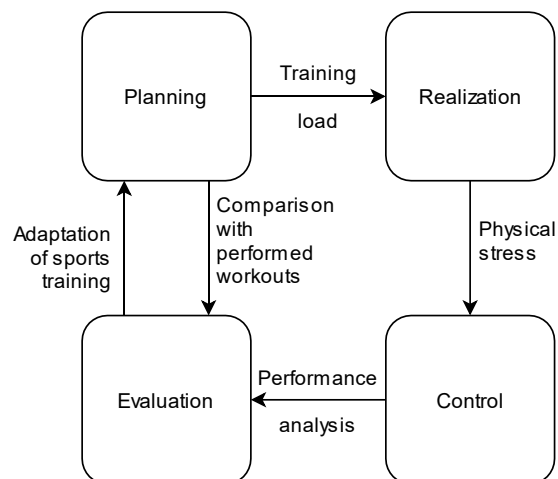 Planning
Training
load
Realization
Adaptation
of sports
training
Comparison
with
performed
workouts
Physical
stress
Evaluation
Performance
analysis
Control